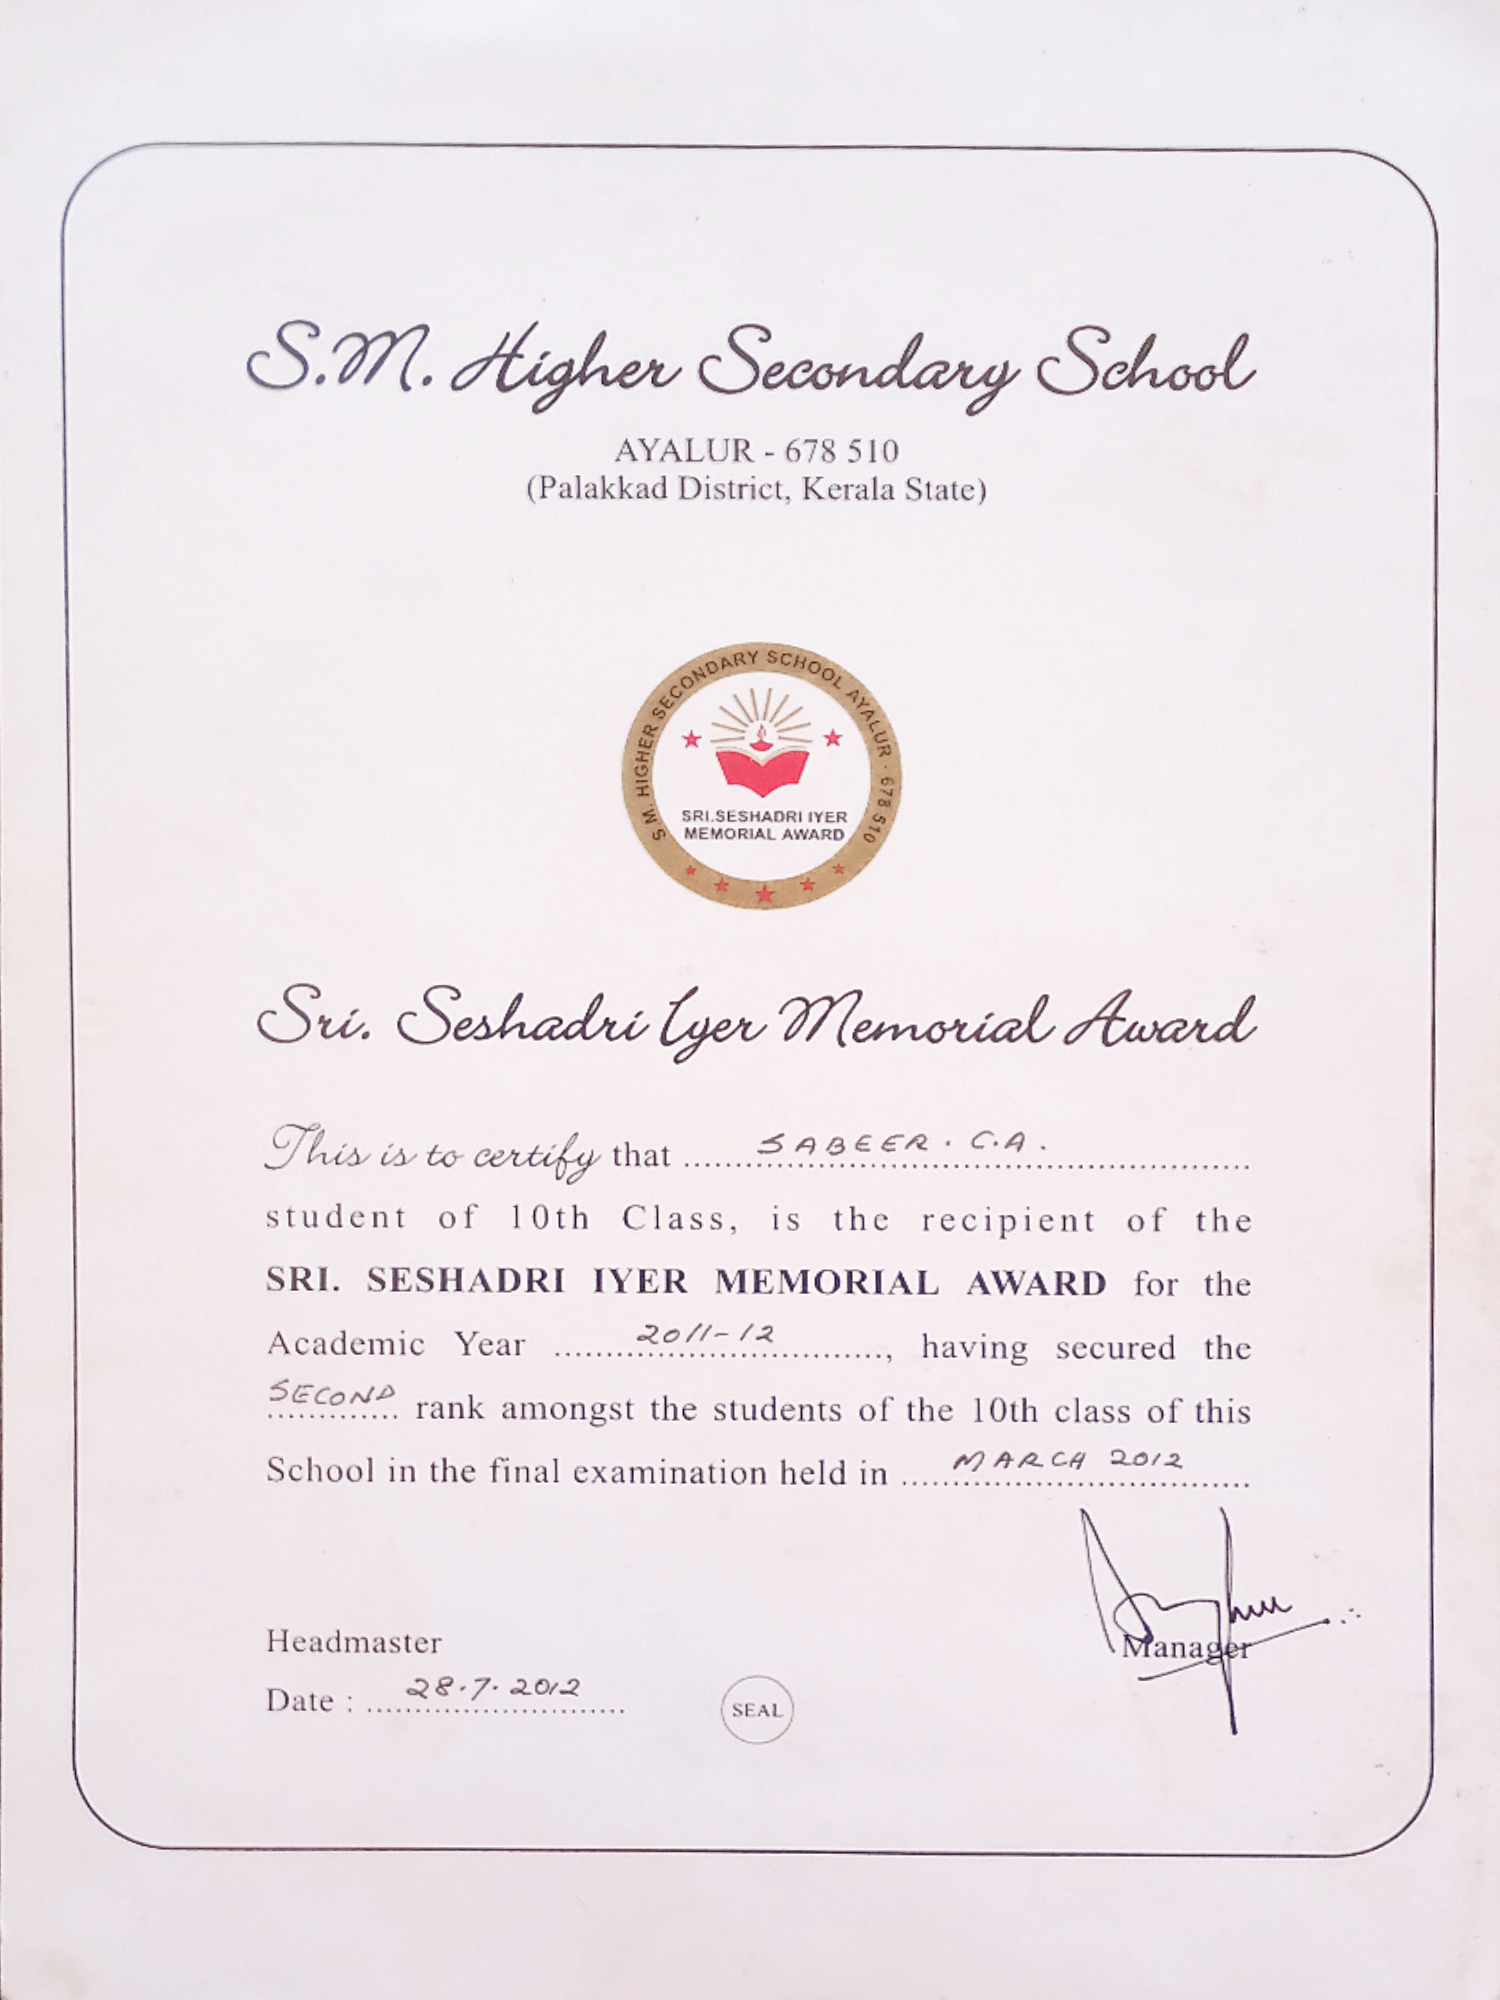 S.M. Higher Secondary School
AYALUR - 678 510
(Palakkad District, Kerala State)
S.M. HIGHER SECONDARY SCHOOL AYALUR - 678 510
SRI.SESHADRI IYER
MEMORIAL AWARD
Sri. Seshadri Iyer Memorial Award
This is to certify that SABEER. C.A.
student of 10th Class, is the recipient of the
SRI. SESHADRI IYER MEMORIAL AWARD for the
Academic Year 2011-12, having secured the
SECOND rank amongst the students of the 10th class of this
School in the final examination held in MARCH 2012
Headmaster
Manager
Date : 28.7.2012
SEAL